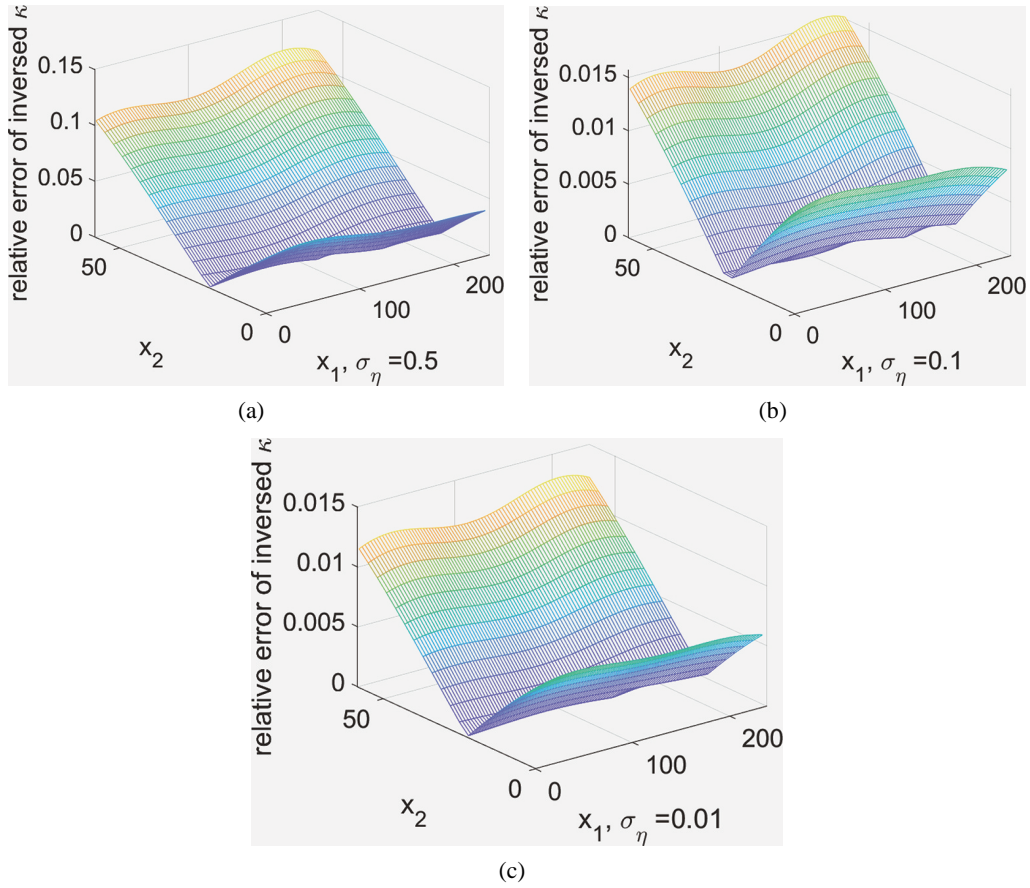 relative error of inversed κ
0.15
0.1
0.05
0
50
0
x₂
0
100
200
x₁, σ_η =0.5
(a)
relative error of inversed κ
0.015
0.01
0.005
0
50
0
x₂
0
100
200
x₁, σ_η =0.1
(b)
relative error of inversed κ
0.015
0.01
0.005
0
50
0
x₂
0
100
200
x₁, σ_η =0.01
(c)